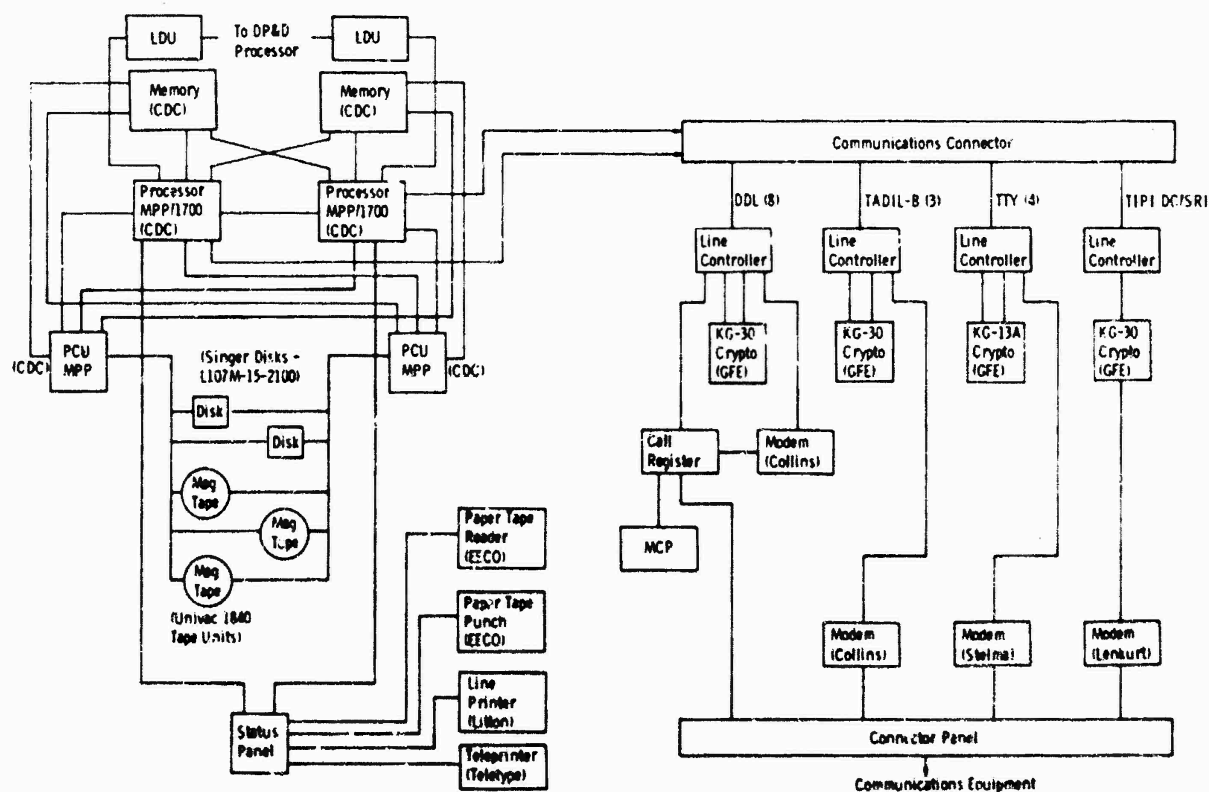 LDU
To DP&D
Processor
LDU
Memory
(CDC)
Memory
(CDC)
Processor
MPP/1700
(CDC)
Processor
MPP/1700
(CDC)
(CDC)
PCU
MPP
(Singer Disks -
L107M-15-2100)
PCU
MPP
(CDC)
Disk
Disk
Mag
Tape
Mag
Tape
Mag
Tape
(Univac 1840
Tape Units)
Paper Tape
Reader
(EECO)
Paper Tape
Punch
(EECO)
Line
Printer
(Litton)
Teleprinter
(Teletype)
Status
Panel
Communications Connector
DDL (8)
TADIL-B (3)
TTY (4)
TIPI DC/SRI
Line
Controller
Line
Controller
Line
Controller
Line
Controller
KG-30
Crypto
(GFE)
KG-30
Crypto
(GFE)
KG-13A
Crypto
(GFE)
KG-30
Crypto
(GFE)
Call
Register
Modem
(Collins)
MCP
Modem
(Collins)
Modem
(Stelma)
Modem
(Lenkurt)
Connector Panel
Communications Equipment